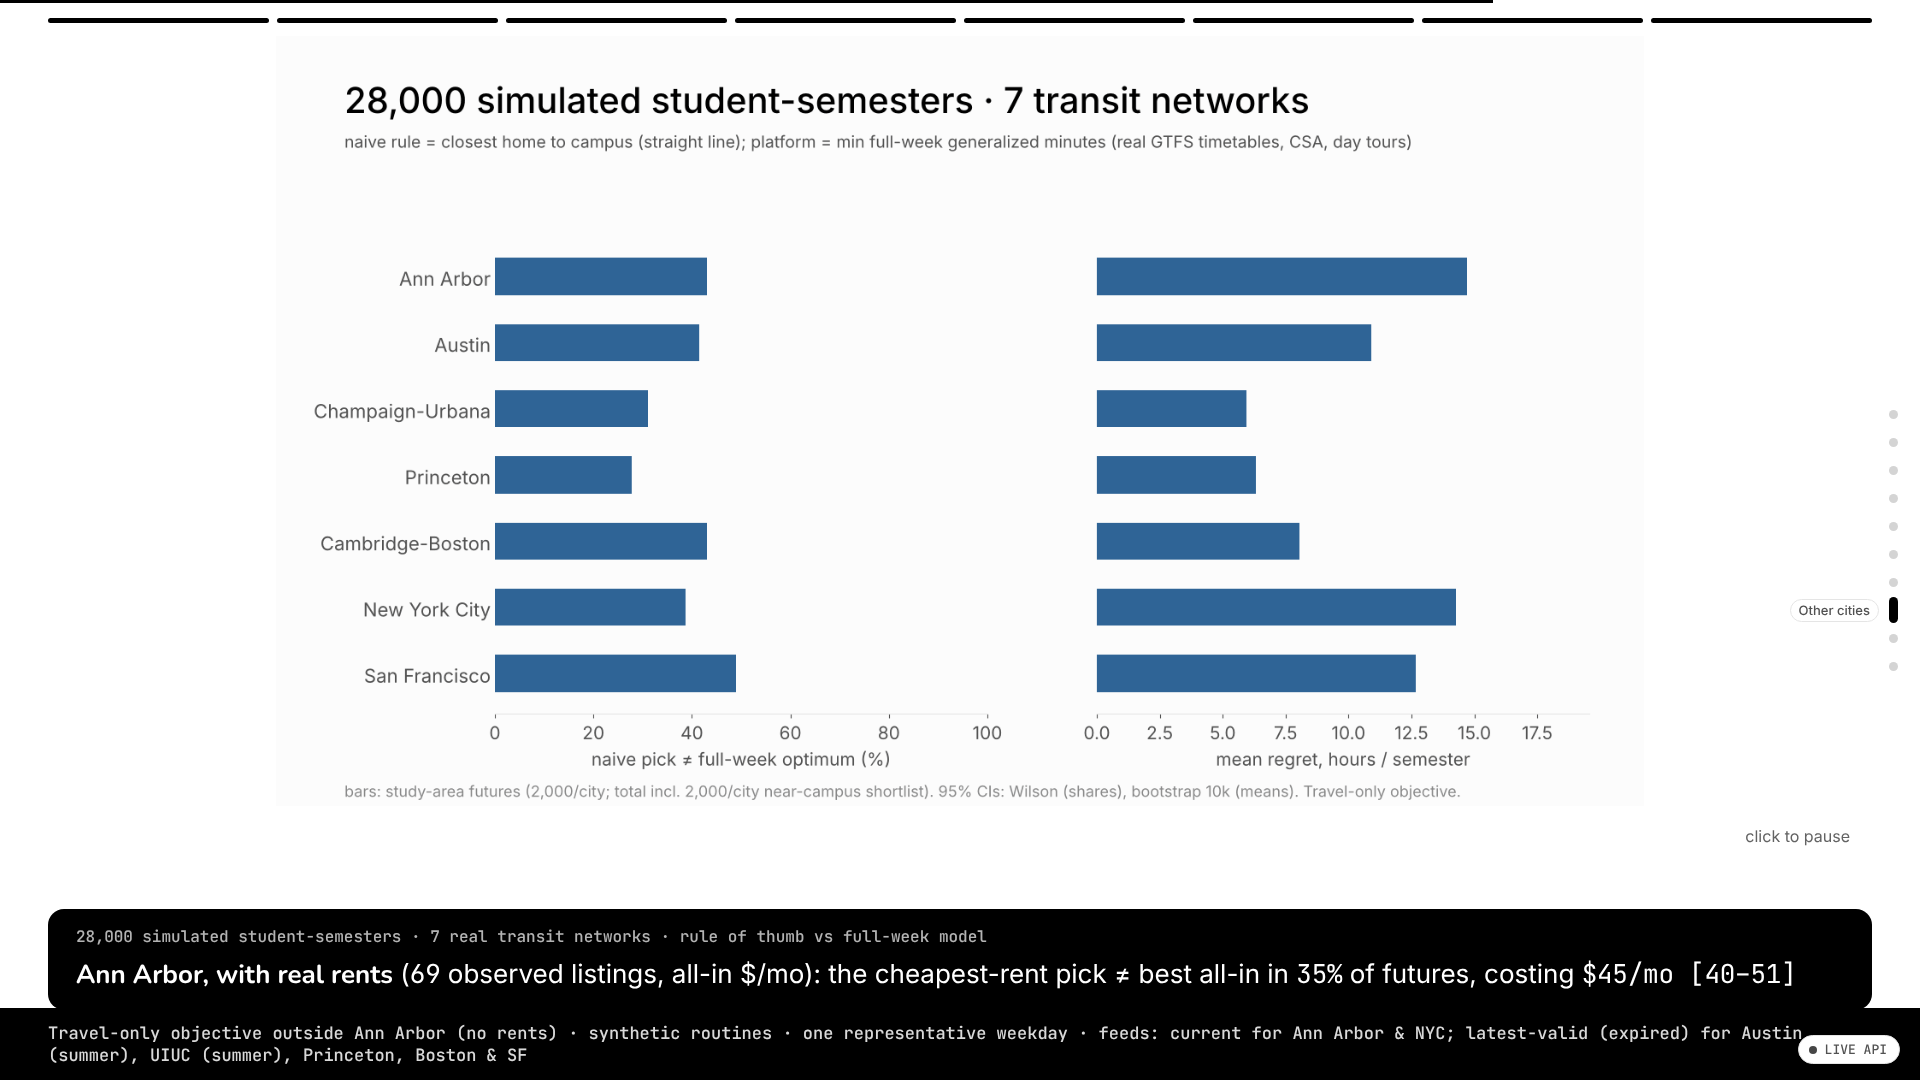 28,000 simulated student-semesters · 7 transit networks
naive rule = closest home to campus (straight line); platform = min full-week generalized minutes (real GTFS timetables, CSA, day tours)
Ann Arbor
Austin
Champaign-Urbana
Princeton
Cambridge-Boston
New York City
San Francisco
0 20 40 60 80 100
naive pick ≠ full-week optimum (%)
0.0 2.5 5.0 7.5 10.0 12.5 15.0 17.5
mean regret, hours / semester
bars: study-area futures (2,000/city; total incl. 2,000/city near-campus shortlist). 95% CIs: Wilson (shares), bootstrap 10k (means). Travel-only objective.
Other cities
click to pause
28,000 simulated student-semesters · 7 real transit networks · rule of thumb vs full-week model
Ann Arbor, with real rents (69 observed listings, all-in $/mo): the cheapest-rent pick ≠ best all-in in 35% of futures, costing $45/mo [40–51]
Travel-only objective outside Ann Arbor (no rents) · synthetic routines · one representative weekday · feeds: current for Ann Arbor & NYC; latest-valid (expired) for Austin
(summer), UIUC (summer), Princeton, Boston & SF
LIVE API